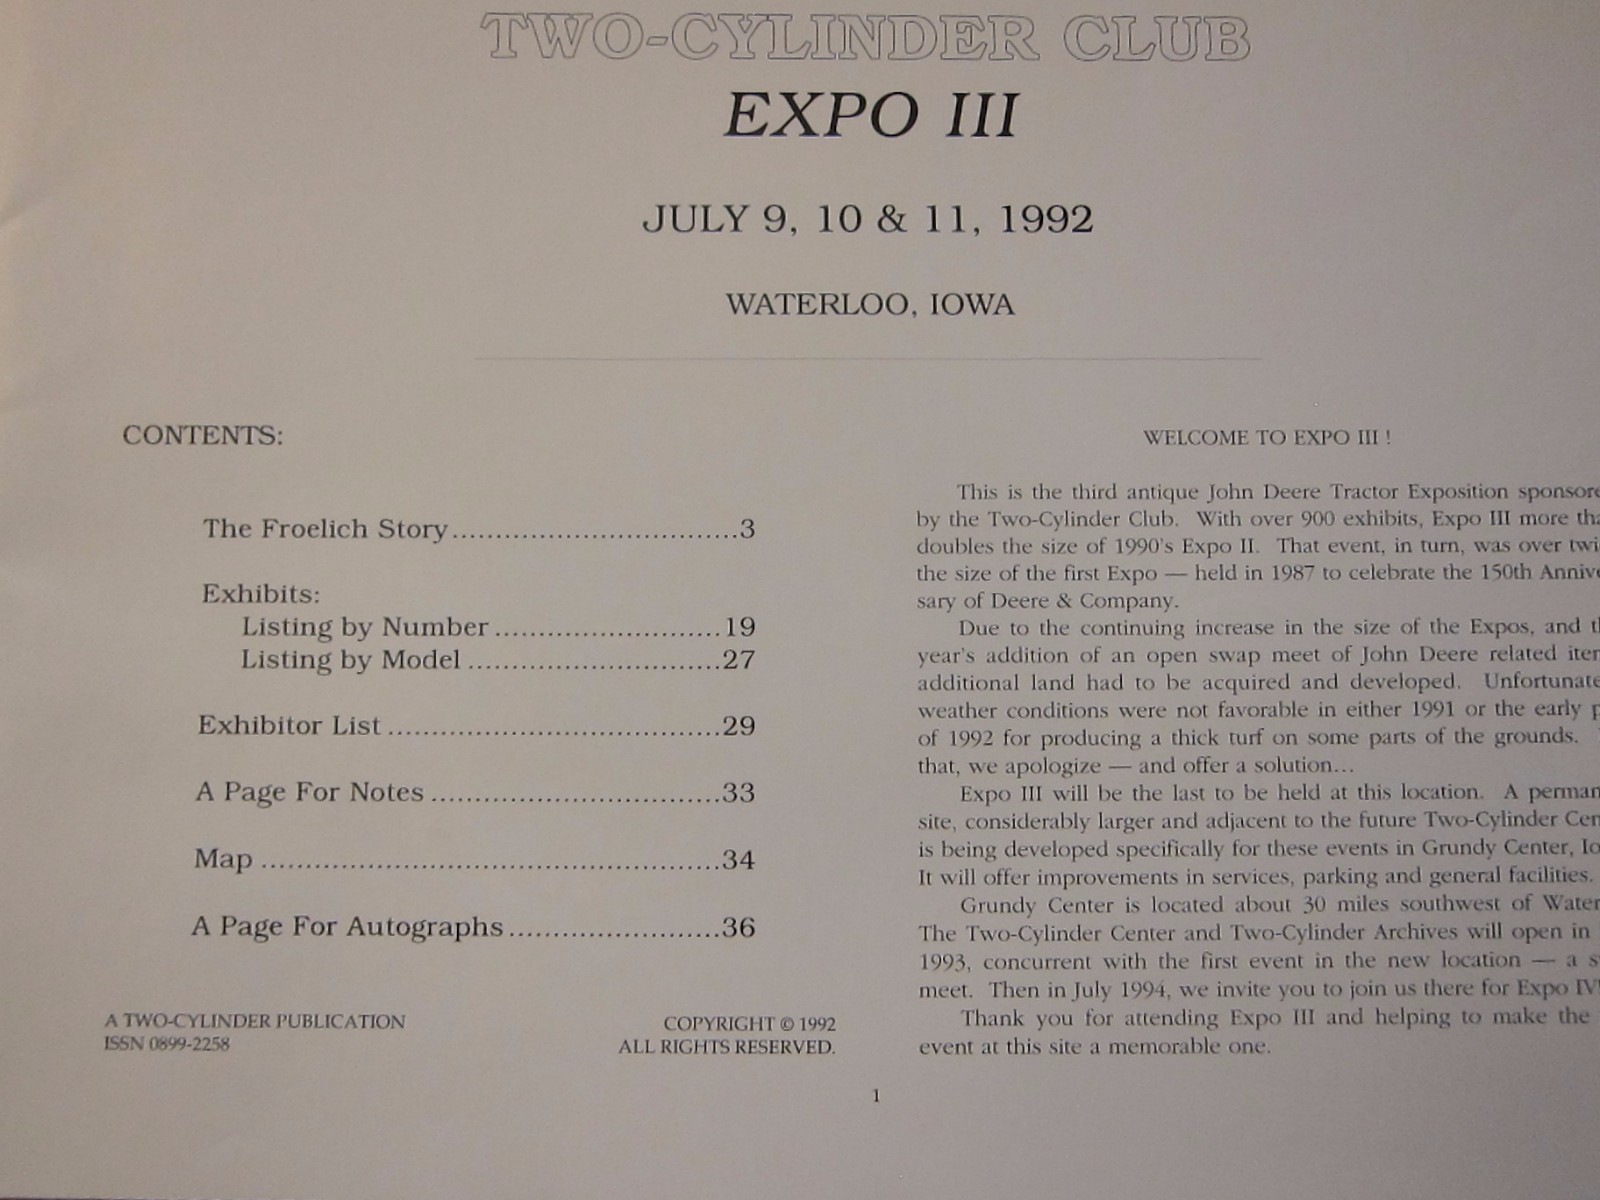 TWO-CYLINDER CLUB
EXPO III
JULY 9, 10 & 11, 1992
WATERLOO, IOWA
CONTENTS:
The Froelich Story.................................3
Exhibits:
Listing by Number..........................19
Listing by Model.............................27
Exhibitor List.......................................29
A Page For Notes..................................33
Map.....................................................34
A Page For Autographs.........................36
A TWO-CYLINDER PUBLICATION
ISSN 0899-2258
COPYRIGHT © 1992
ALL RIGHTS RESERVED.
WELCOME TO EXPO III !
This is the third antique John Deere Tractor Exposition sponsore
by the Two-Cylinder Club. With over 900 exhibits, Expo III more tha
doubles the size of 1990's Expo II. That event, in turn, was over twi
the size of the first Expo — held in 1987 to celebrate the 150th Annive
sary of Deere & Company.
Due to the continuing increase in the size of the Expos, and th
year's addition of an open swap meet of John Deere related iter
additional land had to be acquired and developed. Unfortunate
weather conditions were not favorable in either 1991 or the early p
of 1992 for producing a thick turf on some parts of the grounds.
that, we apologize — and offer a solution...
Expo III will be the last to be held at this location. A perman
site, considerably larger and adjacent to the future Two-Cylinder Cen
is being developed specifically for these events in Grundy Center, Io
It will offer improvements in services, parking and general facilities.
Grundy Center is located about 30 miles southwest of Water
The Two-Cylinder Center and Two-Cylinder Archives will open in
1993, concurrent with the first event in the new location — a s
meet. Then in July 1994, we invite you to join us there for Expo IV
Thank you for attending Expo III and helping to make the
event at this site a memorable one.
1